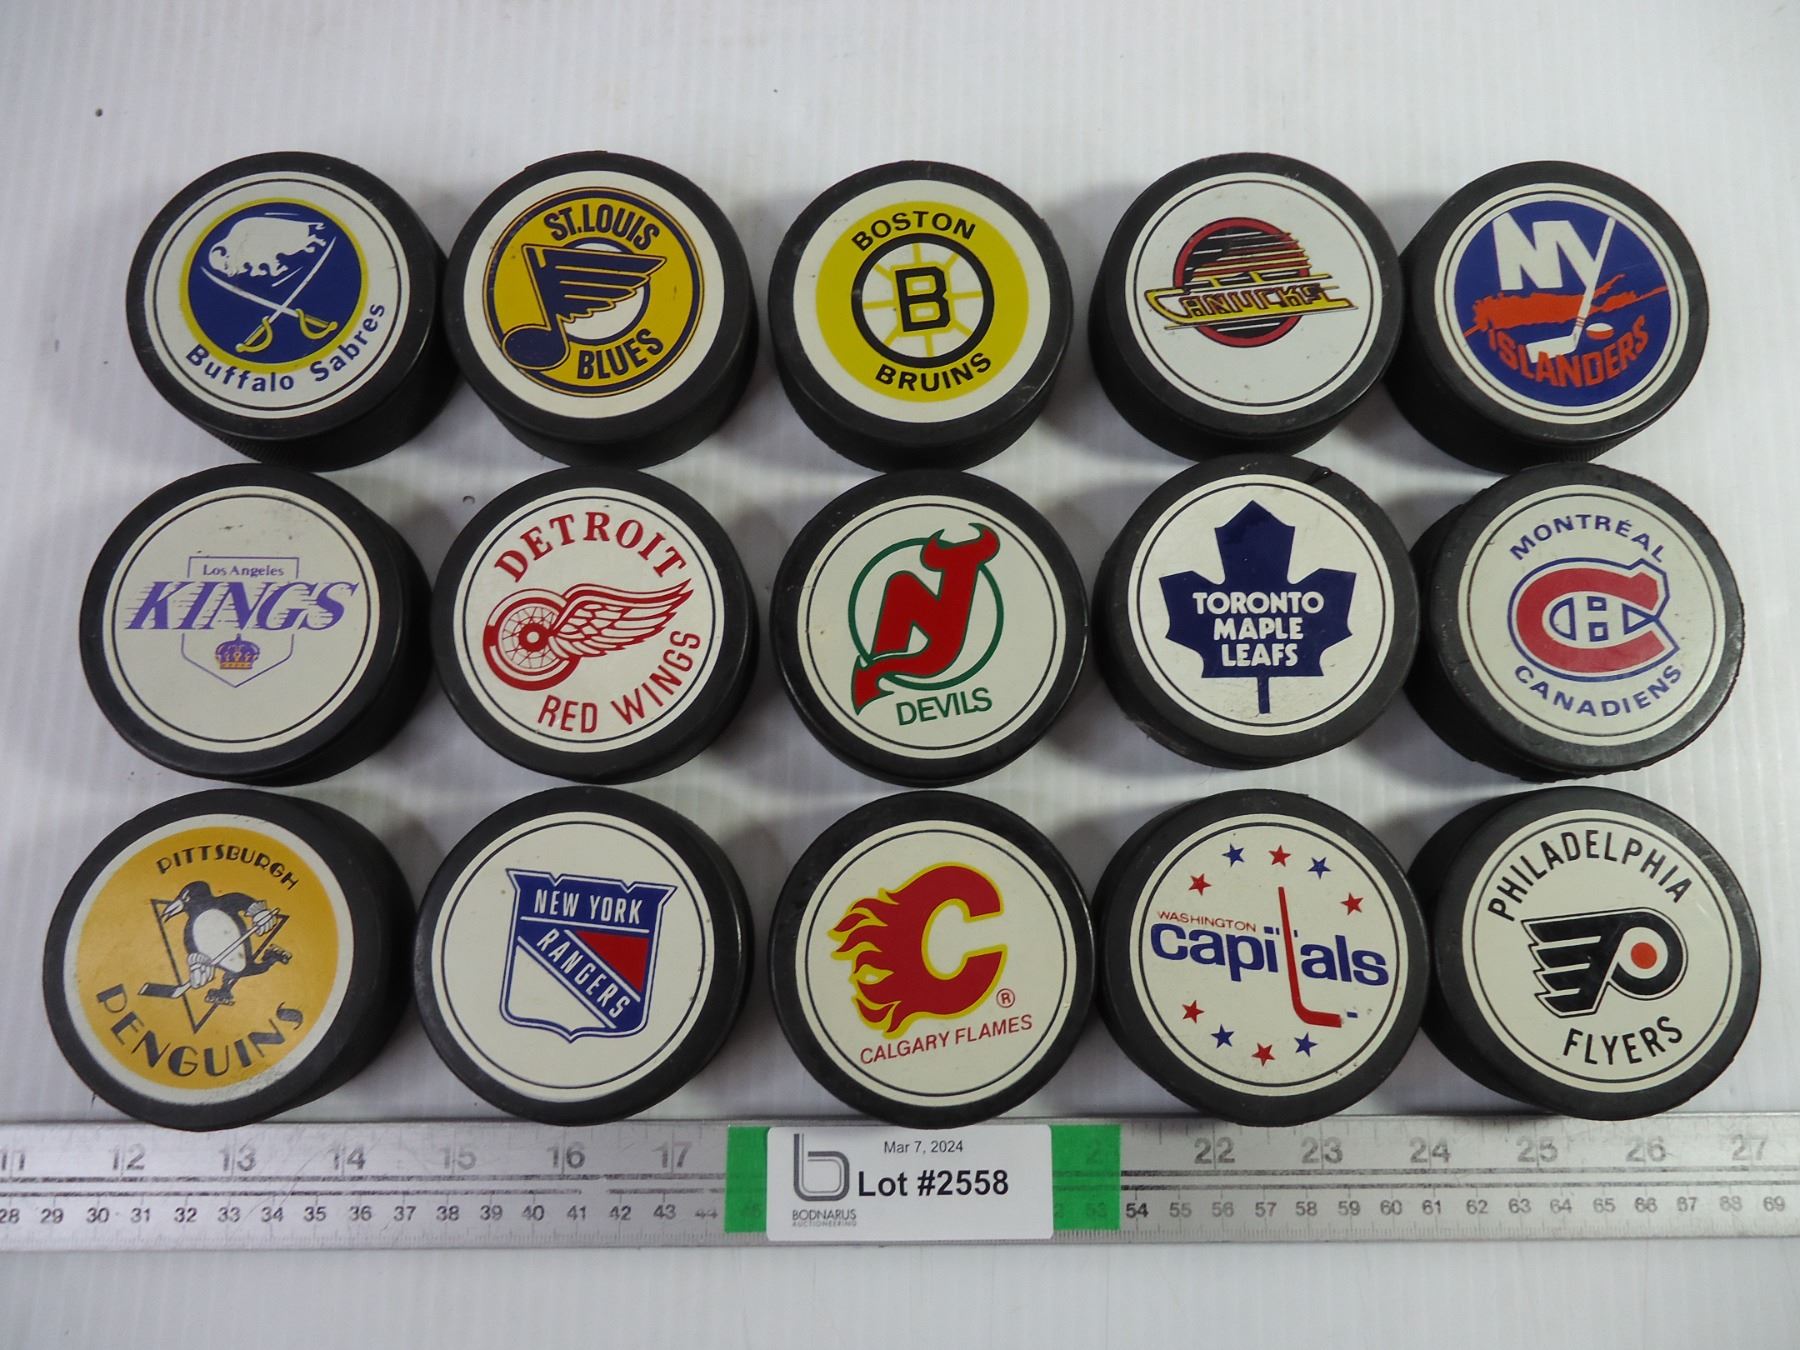 Buffalo Sabres
ST. LOUIS
BLUES
BOSTON
B
BRUINS
CANUCKS
NY
ISLANDERS
Los Angeles
KINGS
DETROIT
RED WINGS
NJ
DEVILS
TORONTO
MAPLE
LEAFS
MONTRÉAL
CH
CANADIENS
PITTSBURGH
PENGUINS
NEW YORK
RANGERS
C
®
CALGARY FLAMES
WASHINGTON
capitals
PHILADELPHIA
P
FLYERS
11 12 13 14 15 16 17 22 23 24 25 26 27
Mar 7, 2024
b Lot #2558
BODNARUS
AUCTIONEERING
28 29 30 31 32 33 34 35 36 37 38 39 40 41 42 43 44 53 54 55 56 57 58 59 60 61 62 63 64 65 66 67 68 69